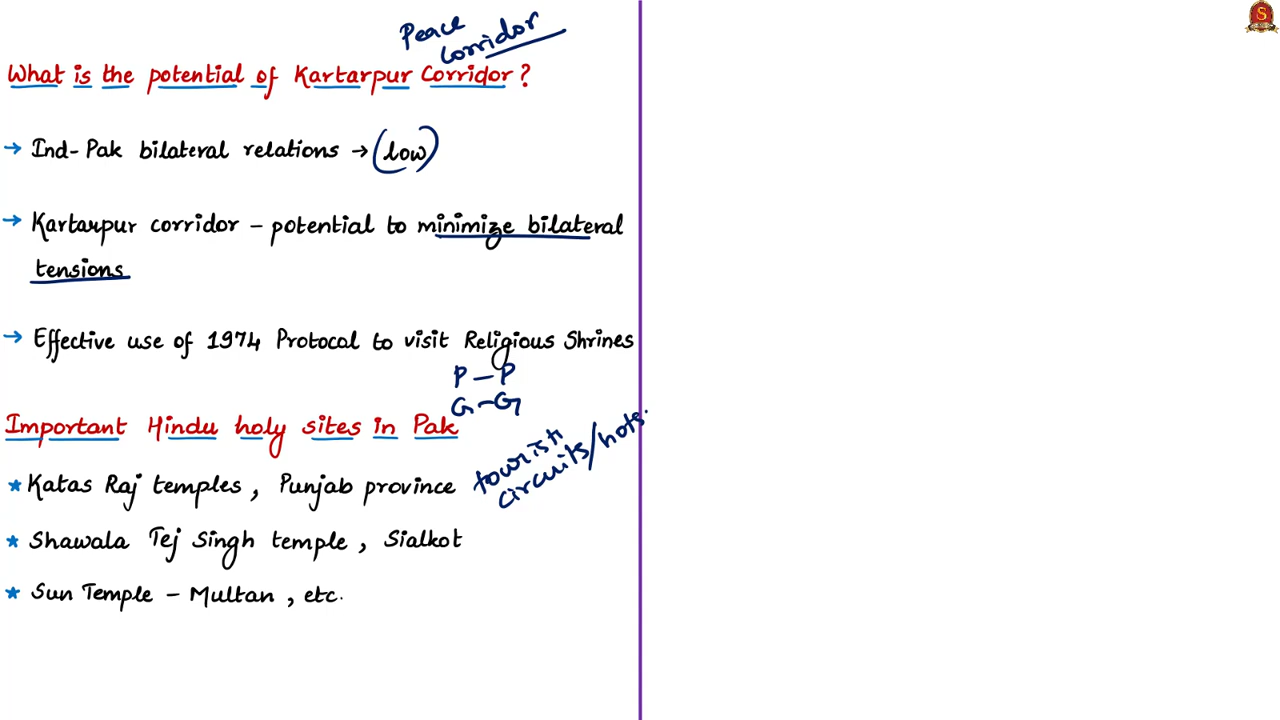 Peace
Corridor
What is the potential of Kartarpur Corridor?
→ Ind-Pak bilateral relations → (low)
→ Kartarpur corridor – potential to minimize bilateral
tensions
→ Effective use of 1974 Protocal to visit Religious Shrines
P – P
G – G
Important Hindu holy sites in Pak
tourist
circuits/
* Katas Raj temples, Punjab province
* Shawala Tej Singh temple, Sialkot
* Sun Temple – Multan, etc.
S